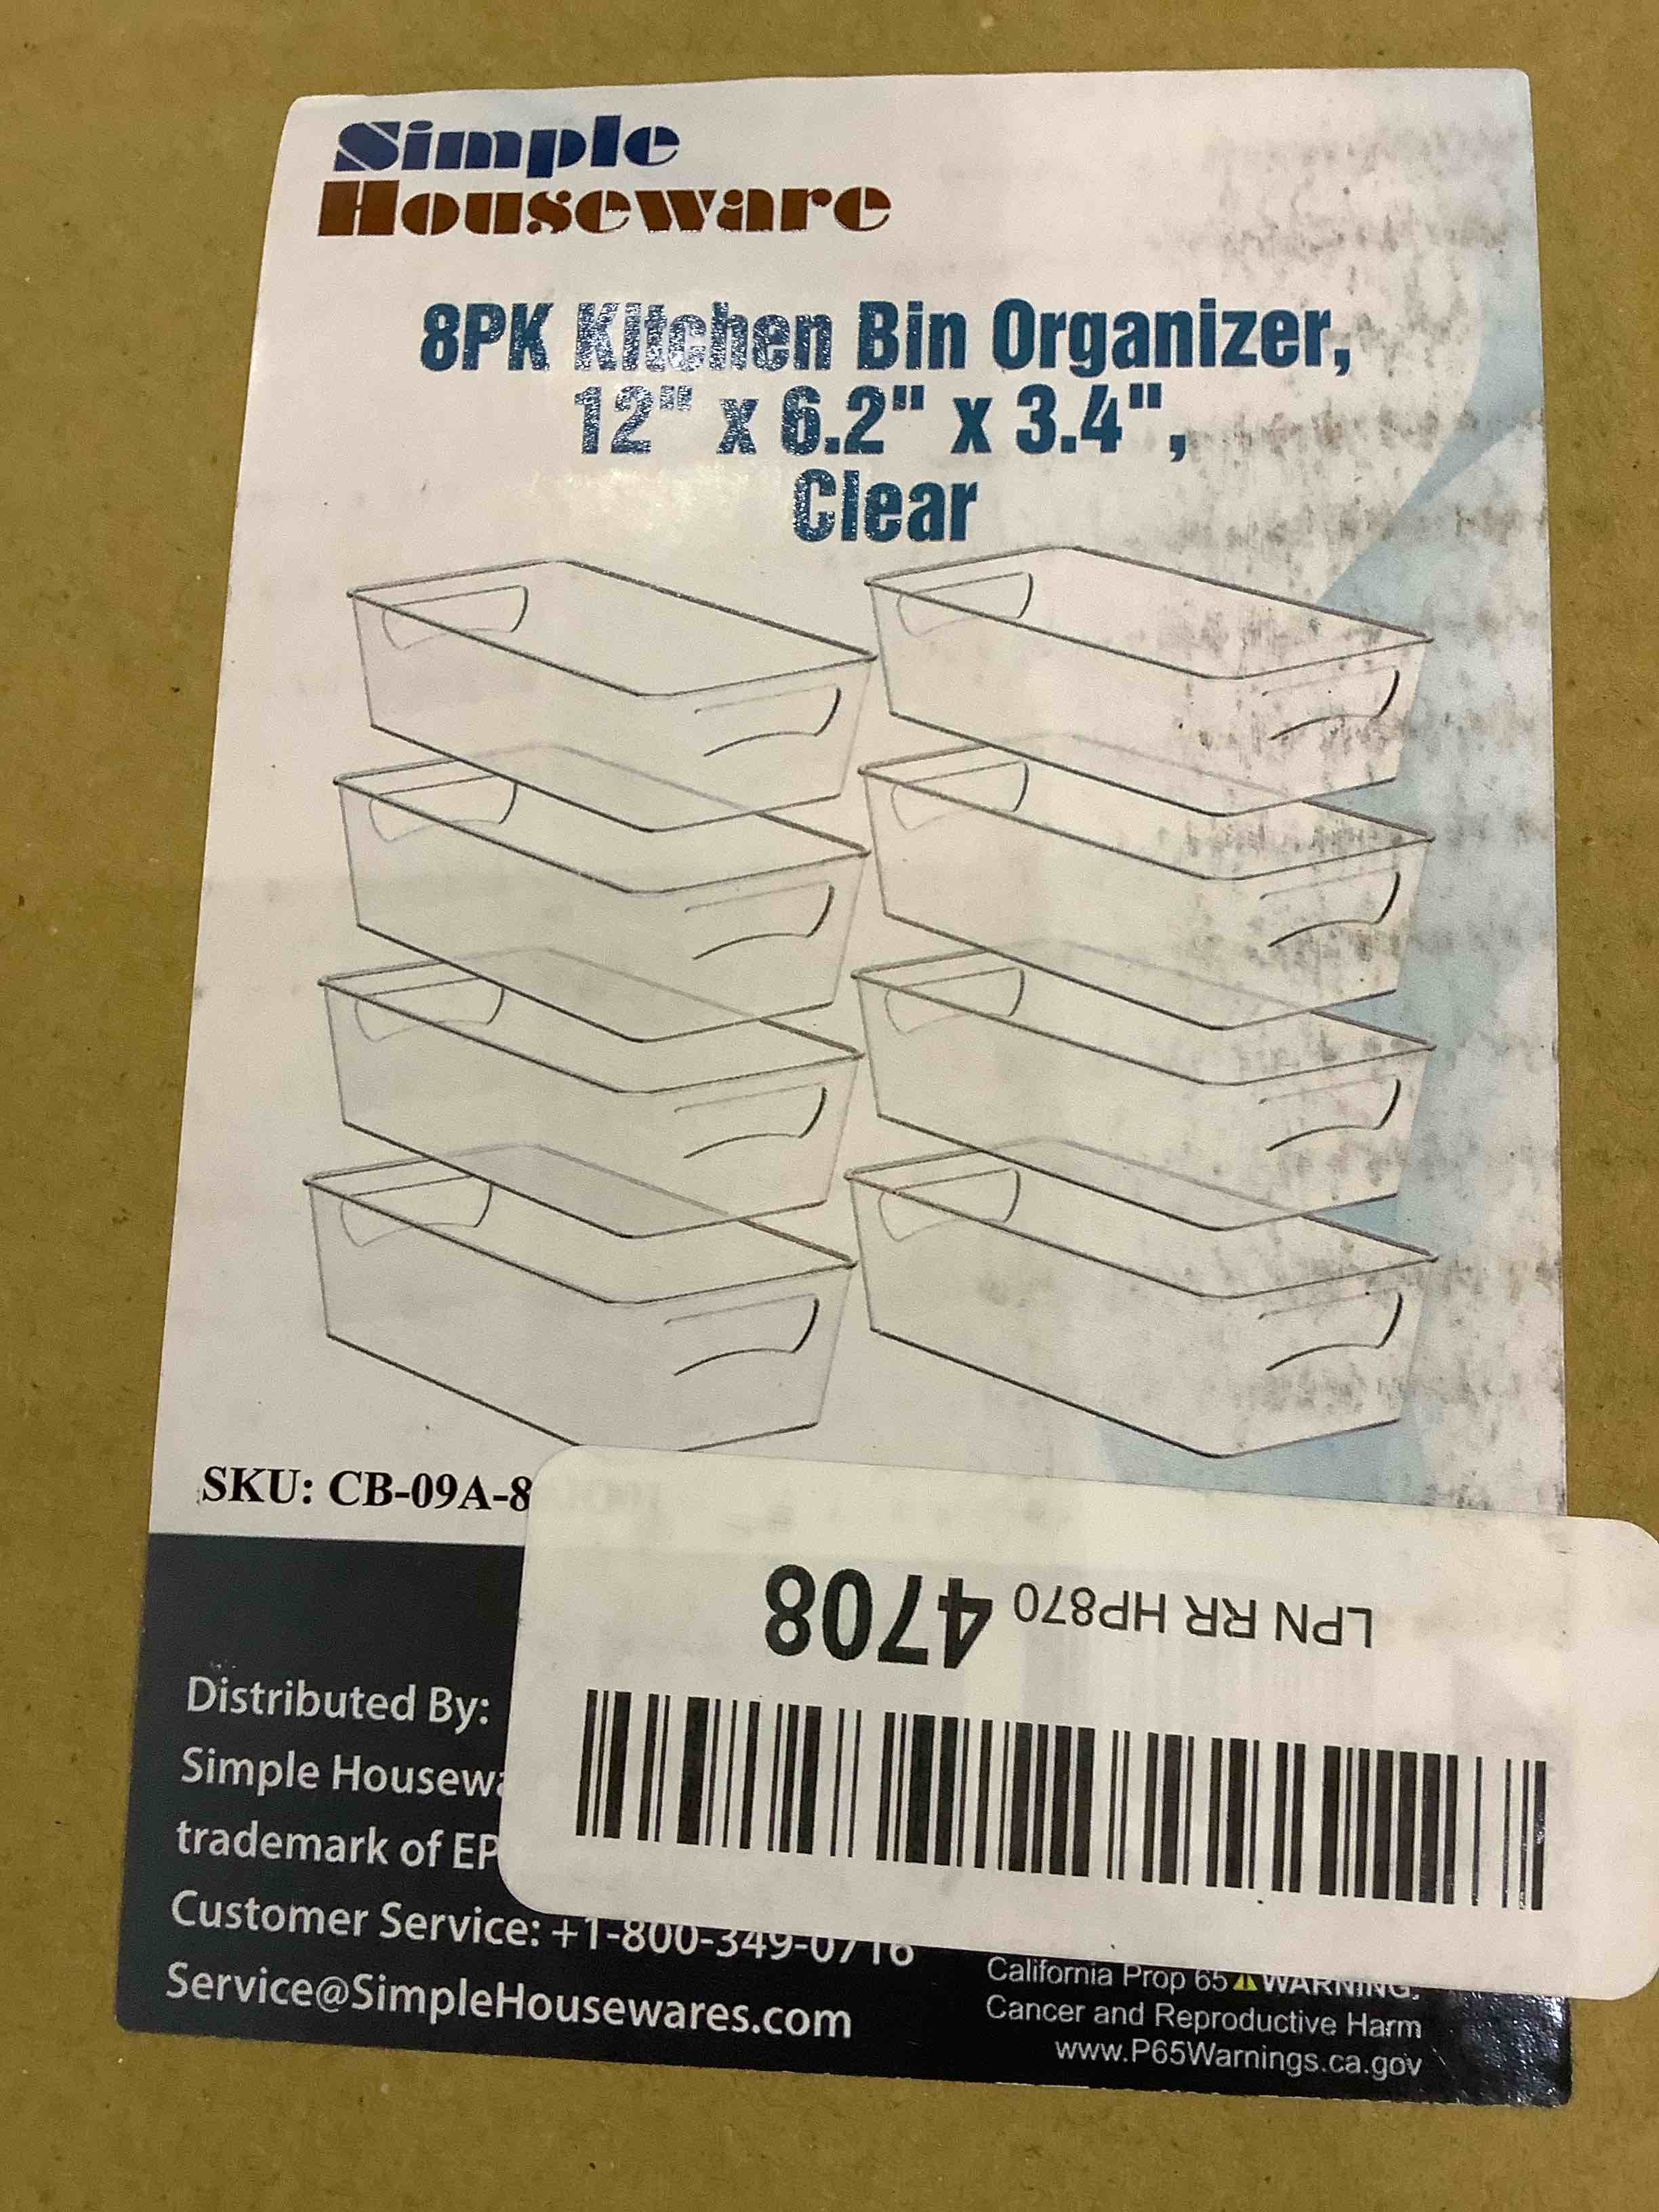 Simple
Houseware
8PK Kitchen Bin Organizer,
12" x 6.2" x 3.4",
Clear
SKU: CB-09A-8
LPN RR HP870 4708
Distributed By:
Simple Housewa
trademark of EP
Customer Service: +1-800-349-0716
Service@SimpleHousewares.com
California Prop 65 ⚠ WARNING:
Cancer and Reproductive Harm
www.P65Warnings.ca.gov